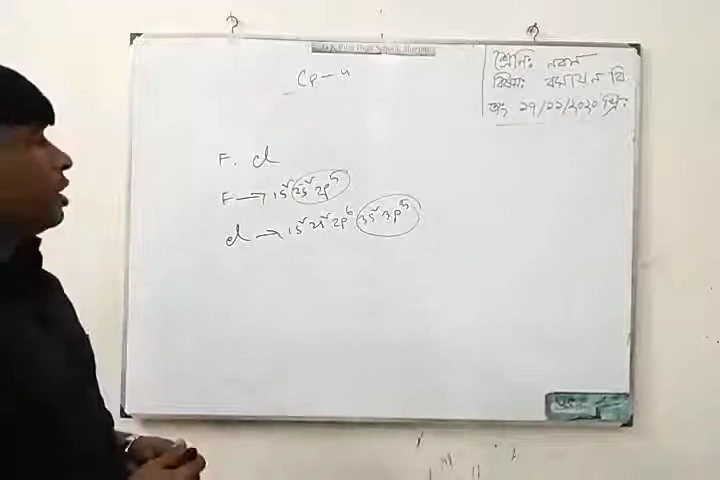 Cp-4
শ্রেনিঃ নবম
বিষয়ঃ রসায়ন বি
তাং ২৭/১১/২০২০ খ্রিঃ
F. Cl
F → 1s² 2s² 2p⁵
Cl → 1s² 2s² 2p⁶ 3s² 3p⁵